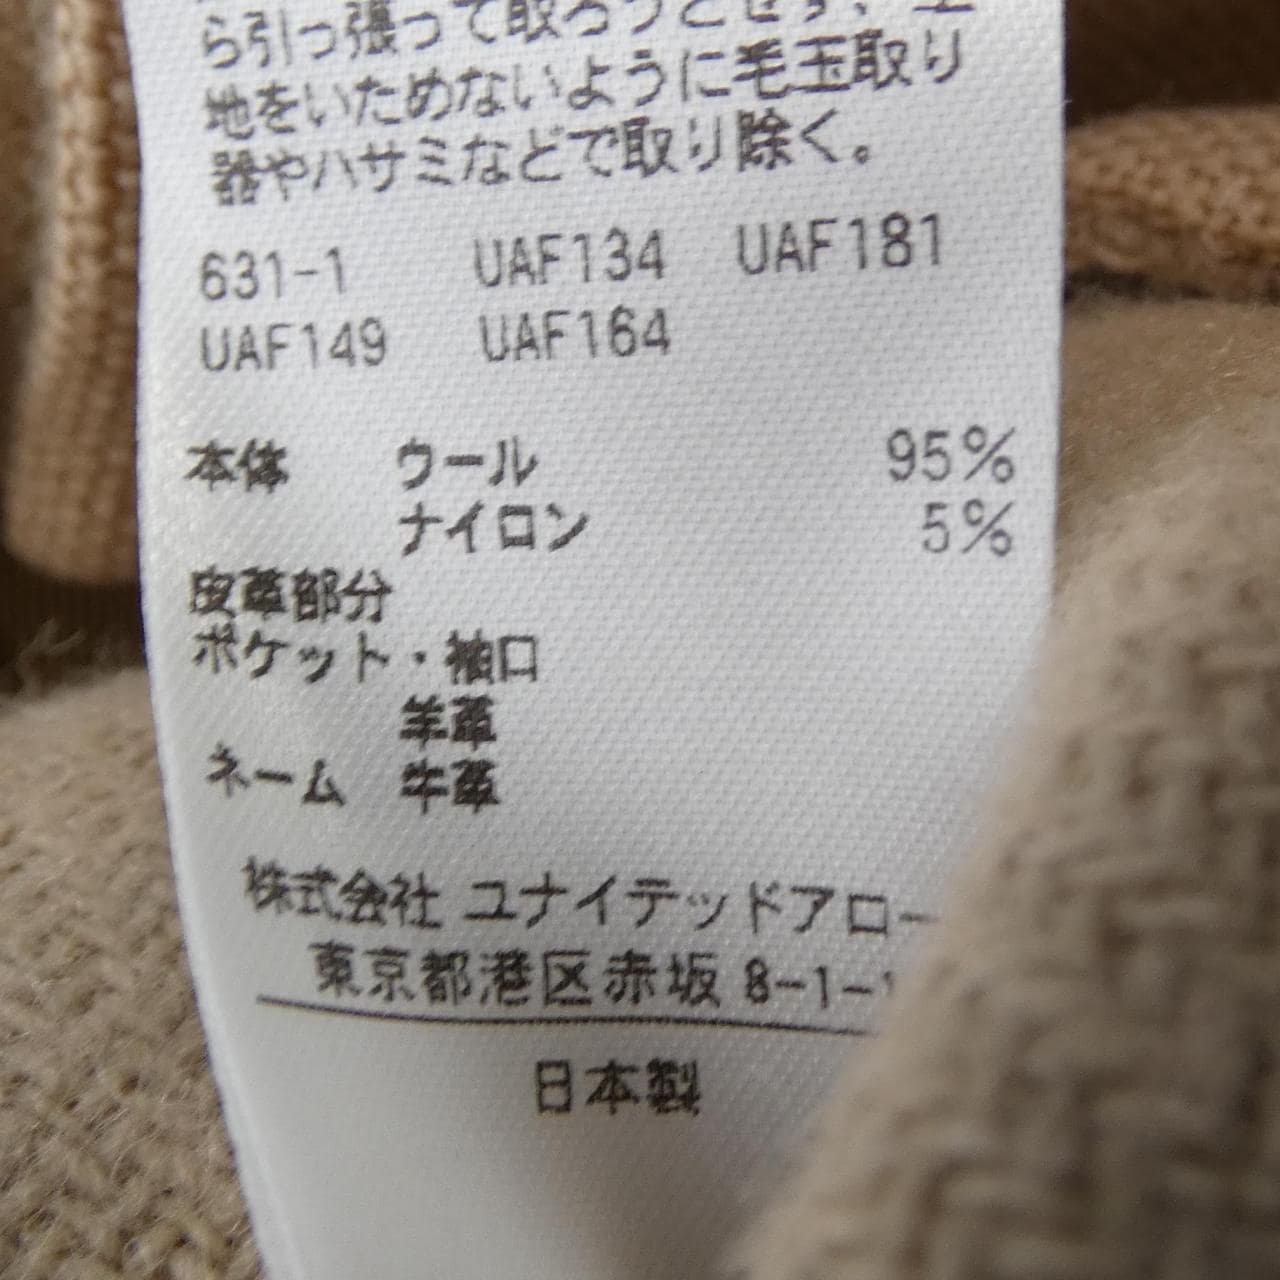 ら引っ張って取ろうとせず、生
地をいためないように毛玉取り
器やハサミなどで取り除く。
631-1 UAF134 UAF181
UAF149 UAF164
本体 ウール 95%
ナイロン 5%
皮革部分
ポケット・袖口
羊革
ネーム 牛革
株式会社 ユナイテッドアロー
東京都港区赤坂 8-1-1
日本製